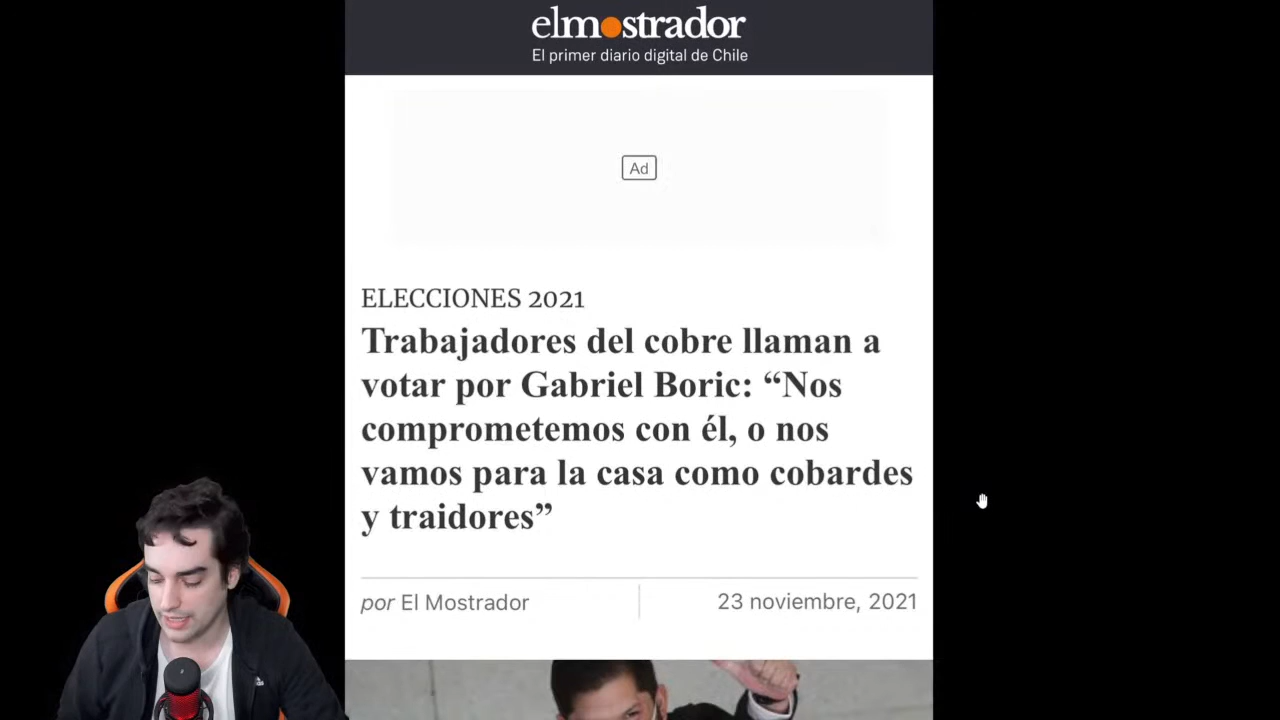 elmostrador
El primer diario digital de Chile
Ad
ELECCIONES 2021
Trabajadores del cobre llaman a
votar por Gabriel Boric: “Nos
comprometemos con él, o nos
vamos para la casa como cobardes
y traidores”
por El Mostrador
23 noviembre, 2021